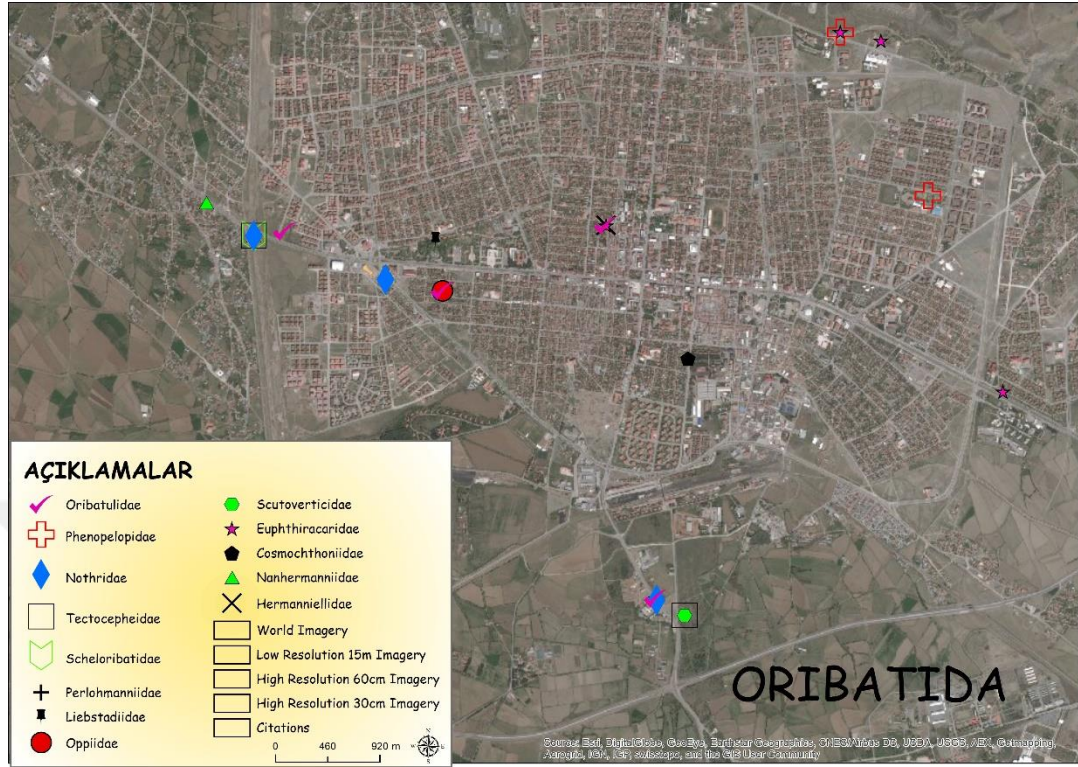 AÇIKLAMALAR
Oribatulidae
Phenopelopidae
Nothridae
Tectocepheidae
Scheloribatidae
Perlohmanniidae
Liebstadiidae
Oppiidae
Scutoverticidae
Euphthiracaridae
Cosmochthoniidae
Nanhermanniidae
Hermanniellidae
World Imagery
Low Resolution 15m Imagery
High Resolution 60cm Imagery
High Resolution 30cm Imagery
Citations
0 460 920 m
N
ORIBATIDA
Source: Esri, DigitalGlobe, GeoEye, Earthstar Geographics, CNES/Airbus DS, USDA, USGS, AEX, Getmapping,
Aerogrid, IGN, IGP, swisstopo, and the GIS User Community